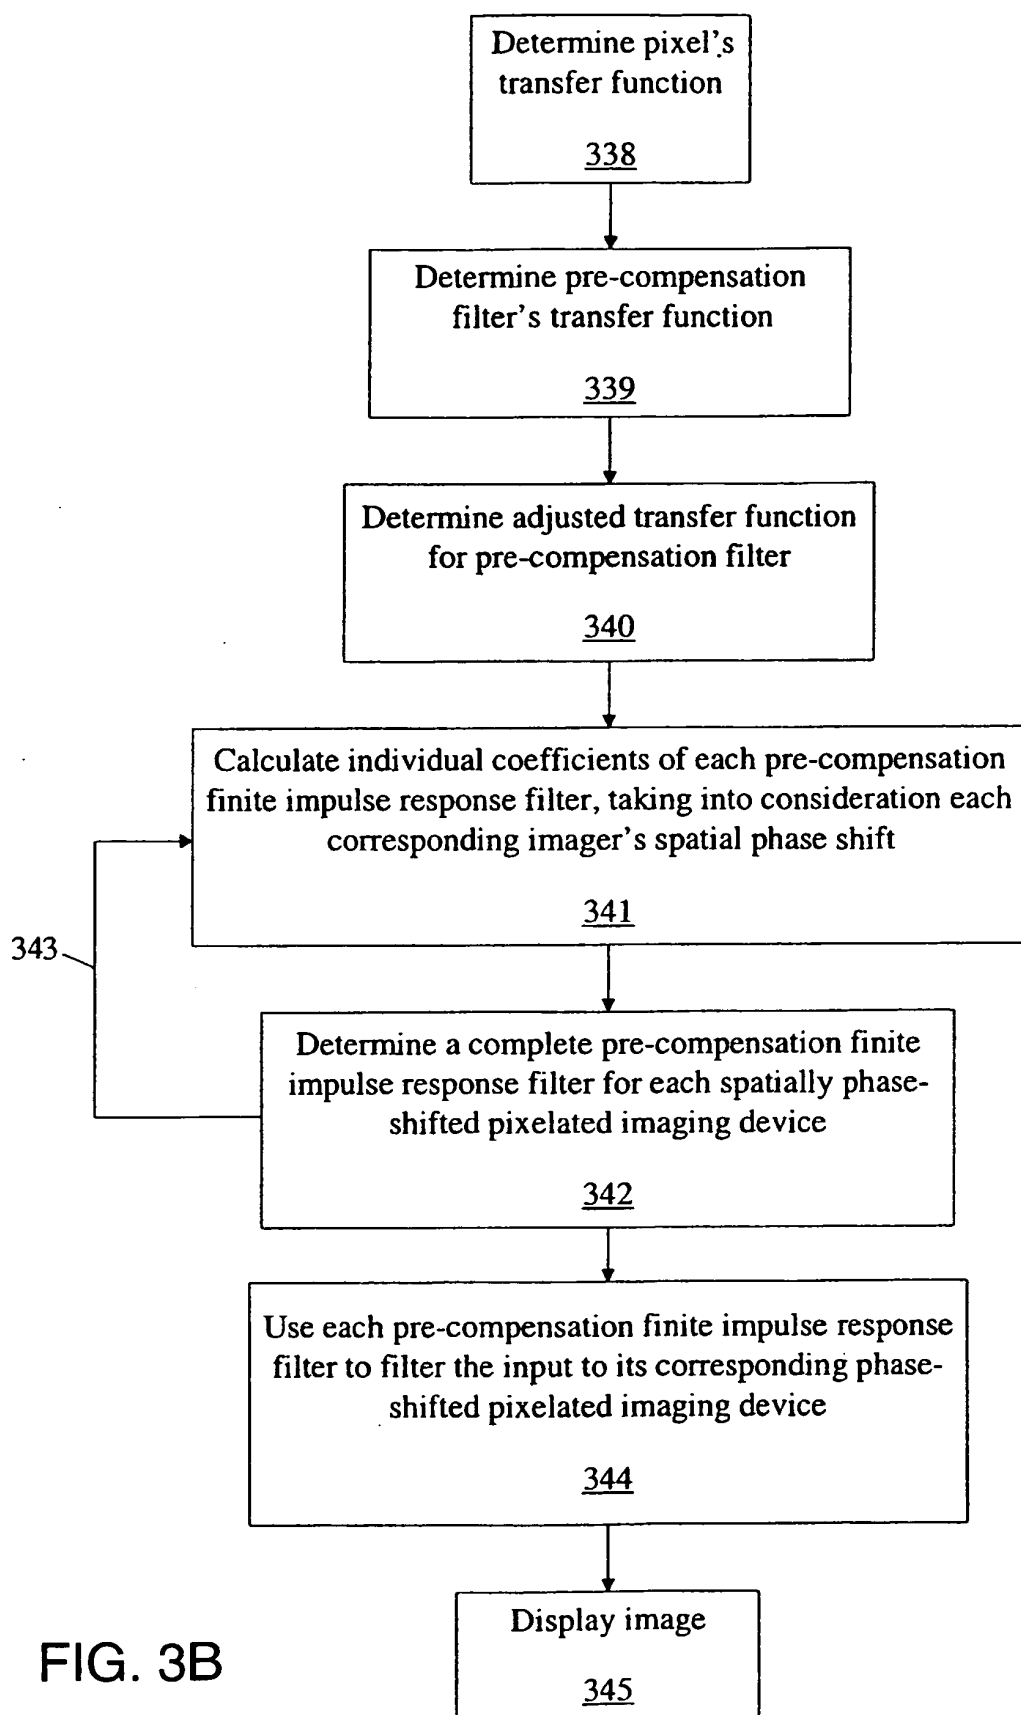 Determine pixel's
transfer function
338
Determine pre-compensation
filter's transfer function
339
Determine adjusted transfer function
for pre-compensation filter
340
Calculate individual coefficients of each pre-compensation
finite impulse response filter, taking into consideration each
corresponding imager's spatial phase shift
341
343
Determine a complete pre-compensation finite
impulse response filter for each spatially phase-
shifted pixelated imaging device
342
Use each pre-compensation finite impulse response
filter to filter the input to its corresponding phase-
shifted pixelated imaging device
344
Display image
345
FIG. 3B